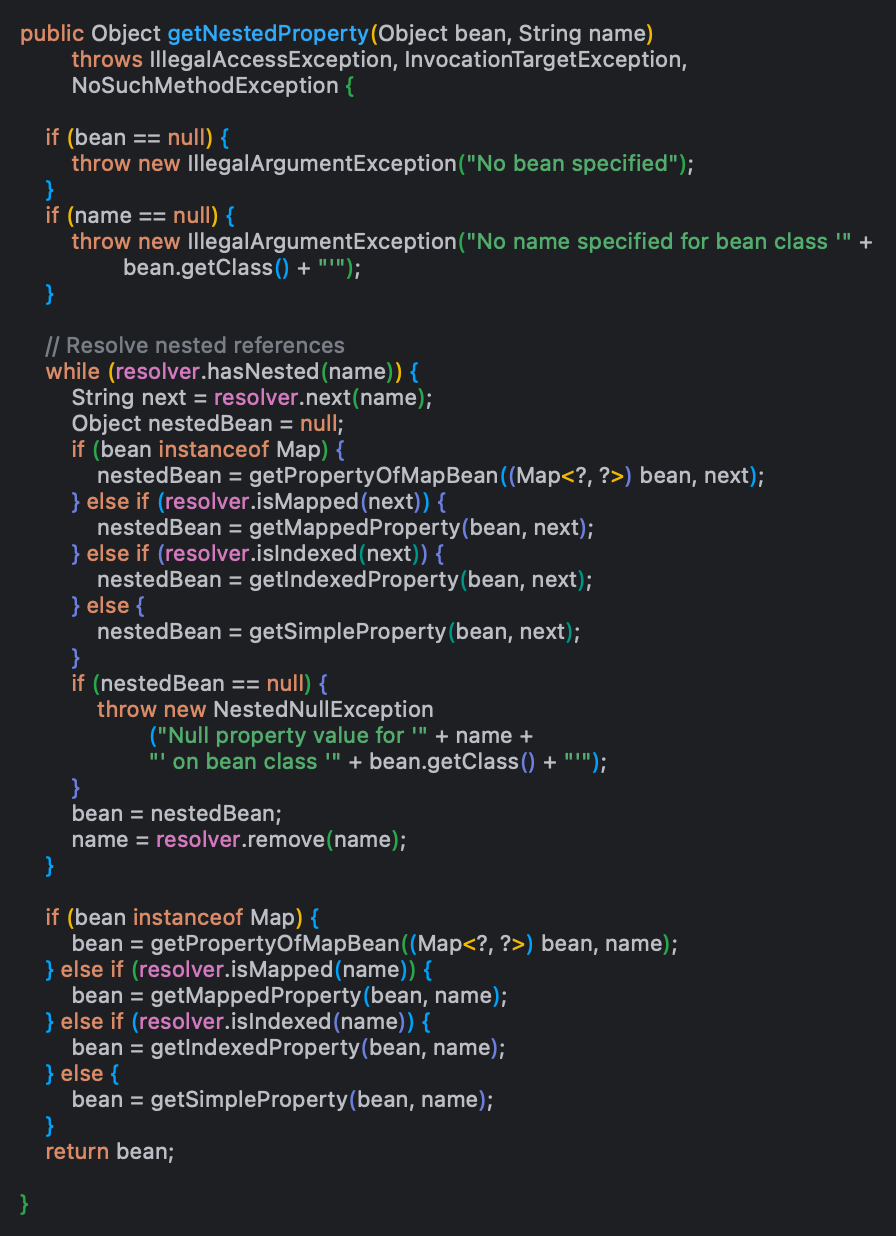 public Object getNestedProperty(Object bean, String name)
        throws IllegalAccessException, InvocationTargetException,
        NoSuchMethodException {

    if (bean == null) {
        throw new IllegalArgumentException("No bean specified");
    }
    if (name == null) {
        throw new IllegalArgumentException("No name specified for bean class '" +
                bean.getClass() + "'");
    }

    // Resolve nested references
    while (resolver.hasNested(name)) {
        String next = resolver.next(name);
        Object nestedBean = null;
        if (bean instanceof Map) {
            nestedBean = getPropertyOfMapBean((Map<?, ?>) bean, next);
        } else if (resolver.isMapped(next)) {
            nestedBean = getMappedProperty(bean, next);
        } else if (resolver.isIndexed(next)) {
            nestedBean = getIndexedProperty(bean, next);
        } else {
            nestedBean = getSimpleProperty(bean, next);
        }
        if (nestedBean == null) {
            throw new NestedNullException
                    ("Null property value for '" + name +
                    "' on bean class '" + bean.getClass() + "'");
        }
        bean = nestedBean;
        name = resolver.remove(name);
    }

    if (bean instanceof Map) {
        bean = getPropertyOfMapBean((Map<?, ?>) bean, name);
    } else if (resolver.isMapped(name)) {
        bean = getMappedProperty(bean, name);
    } else if (resolver.isIndexed(name)) {
        bean = getIndexedProperty(bean, name);
    } else {
        bean = getSimpleProperty(bean, name);
    }
    return bean;

}